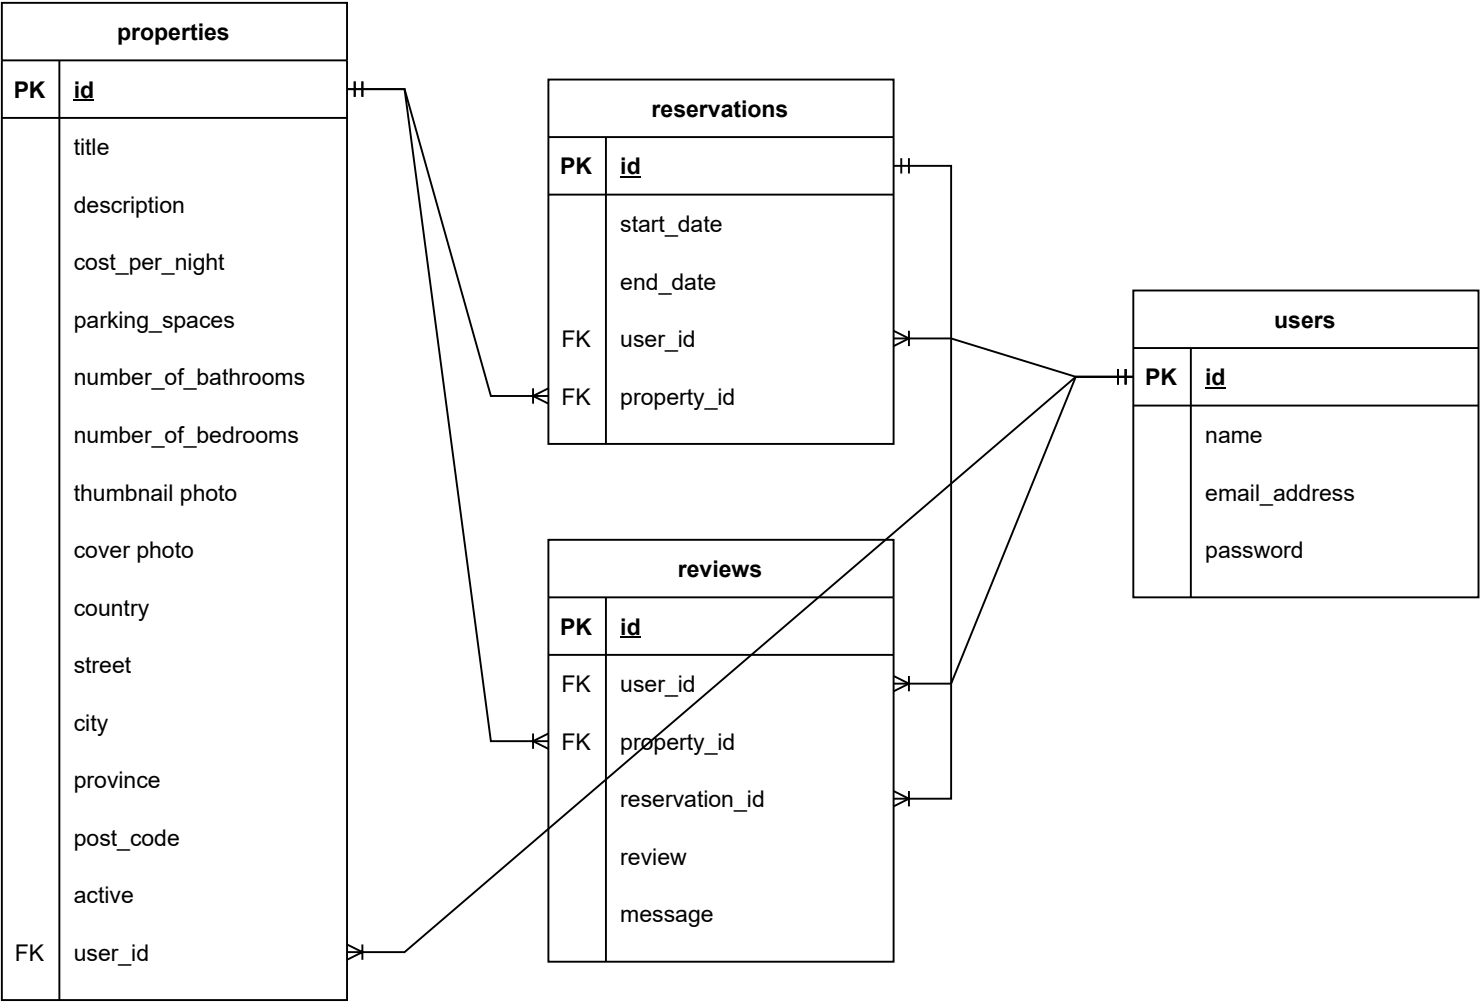 properties
PK id
title
description
cost_per_night
parking_spaces
number_of_bathrooms
number_of_bedrooms
thumbnail photo
cover photo
country
street
city
province
post_code
active
FK user_id
reservations
PK id
start_date
end_date
FK user_id
FK property_id
reviews
PK id
FK user_id
FK property_id
reservation_id
review
message
users
PK id
name
email_address
password